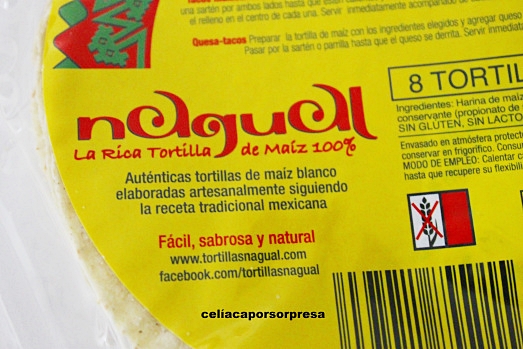 una sartén por ambos lados hasta que estén
el relleno en el centro de cada una. Servir inmediatamente acompañado de
Quesa-tacos Preparar la tortilla de maíz con los ingredientes elegidos y agregar queso
Pasar por la sartén o parrilla hasta que el queso se derrita. Servir inmediata
nagual
La Rica Tortilla de Maíz 100%
Auténticas tortillas de maíz blanco
elaboradas artesanalmente siguiendo
la receta tradicional mexicana
Fácil, sabrosa y natural
www.tortillasnagual.com
facebook.com/tortillasnagual
8 TORTIL
Ingredientes: Harina de maíz
conservante (propionato de
SIN GLUTEN, SIN LACTO
Envasado en atmósfera protect
conservar en frigorífico. Consum
MODO DE EMPLEO: Calentar c
hasta que recupere su flexibili
celiacaporsorpresa